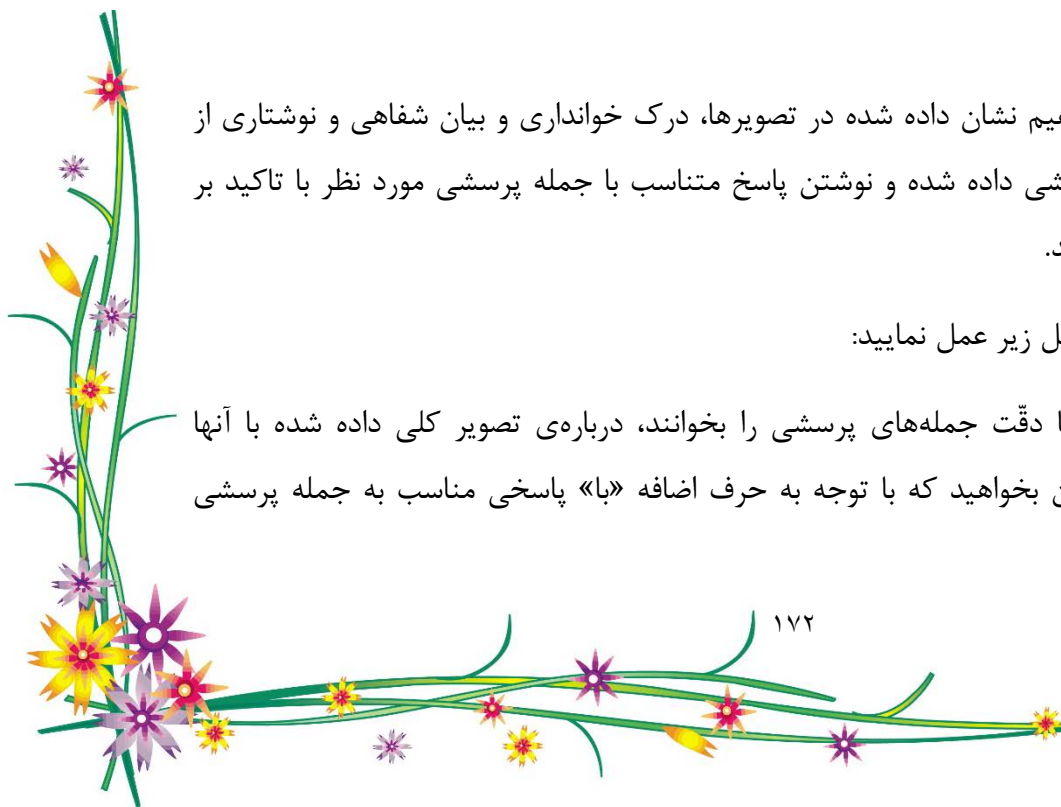 نشان داده شده در تصویرها، درک خوانداری و بیان شفاهی و نوشتاری از
داده شده و نوشتن پاسخ متناسب با جمله پرسشی مورد نظر با تاکید بر
زیر عمل نمایید:
دقّت جمله‌های پرسشی را بخوانند، درباره‌ی تصویر کلی داده شده با آنها
بخواهید که با توجه به حرف اضافه «با» پاسخی مناسب به جمله پرسشی
۱۷۲